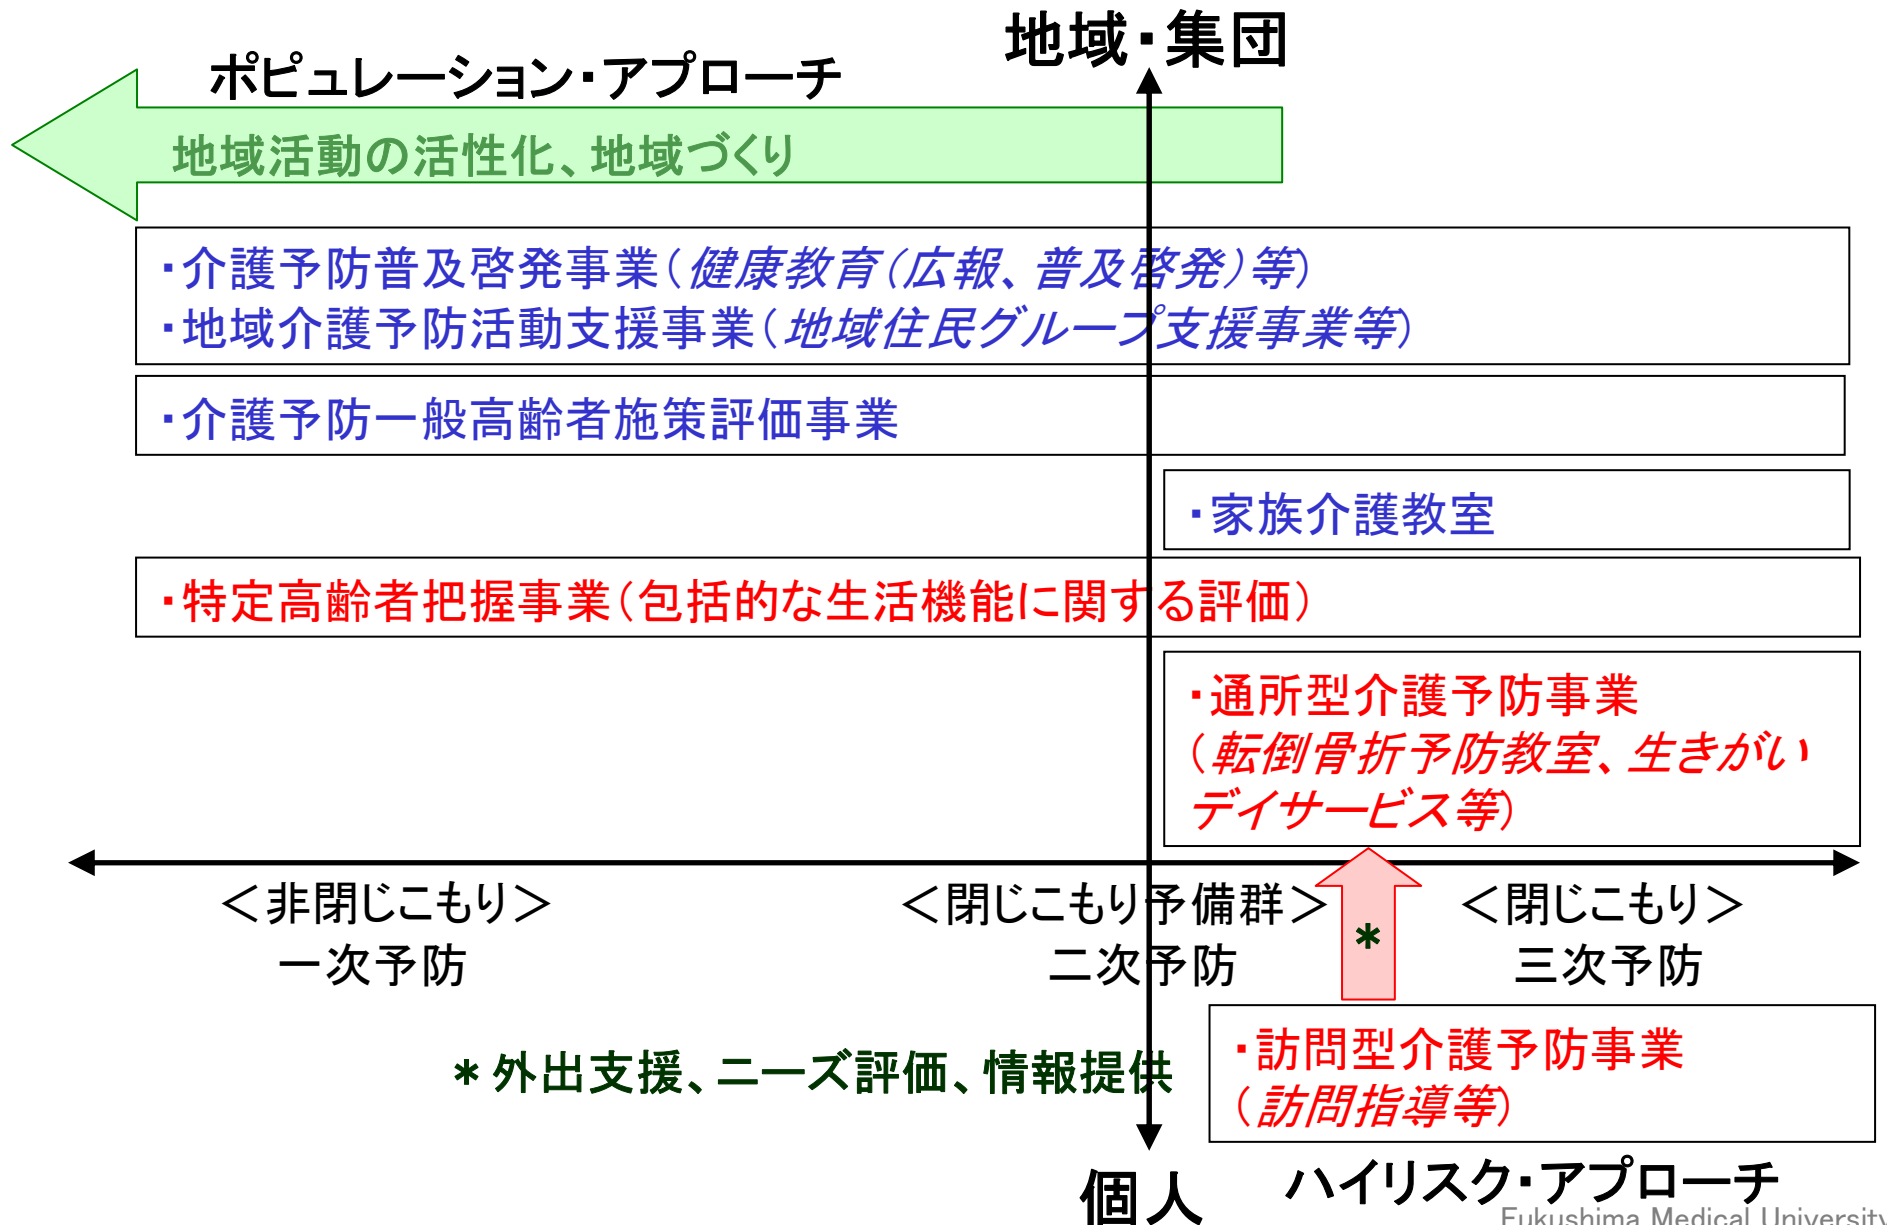 地域・集団
ポピュレーション・アプローチ
地域活動の活性化、地域づくり
・介護予防普及啓発事業（健康教育（広報、普及啓発）等）
・地域介護予防活動支援事業（地域住民グループ支援事業等）
・介護予防一般高齢者施策評価事業
・家族介護教室
・特定高齢者把握事業（包括的な生活機能に関する評価）
・通所型介護予防事業
（転倒骨折予防教室、生きがい
デイサービス等）
＜非閉じこもり＞
一次予防
＜閉じこもり予備群＞
二次予防
＜閉じこもり＞
三次予防
*
* 外出支援、ニーズ評価、情報提供
・訪問型介護予防事業
（訪問指導等）
個人
ハイリスク・アプローチ
Fukushima Medical University